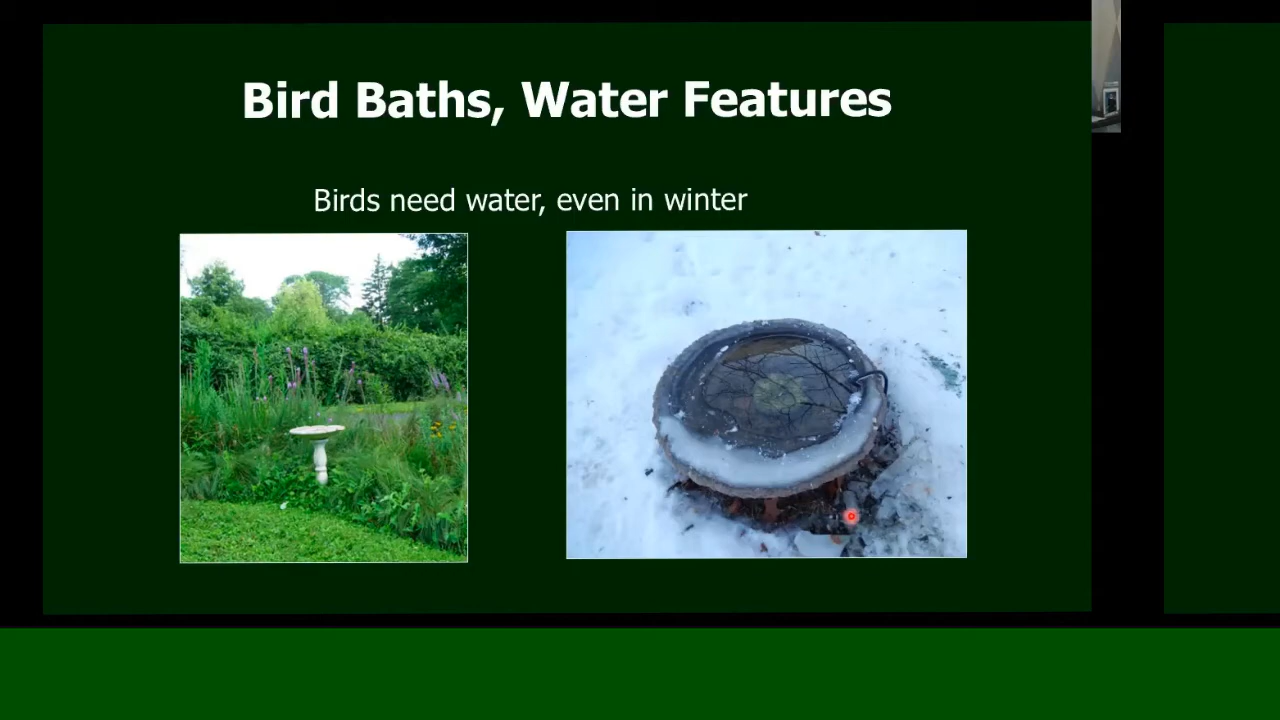 Bird Baths, Water Features
Birds need water, even in winter